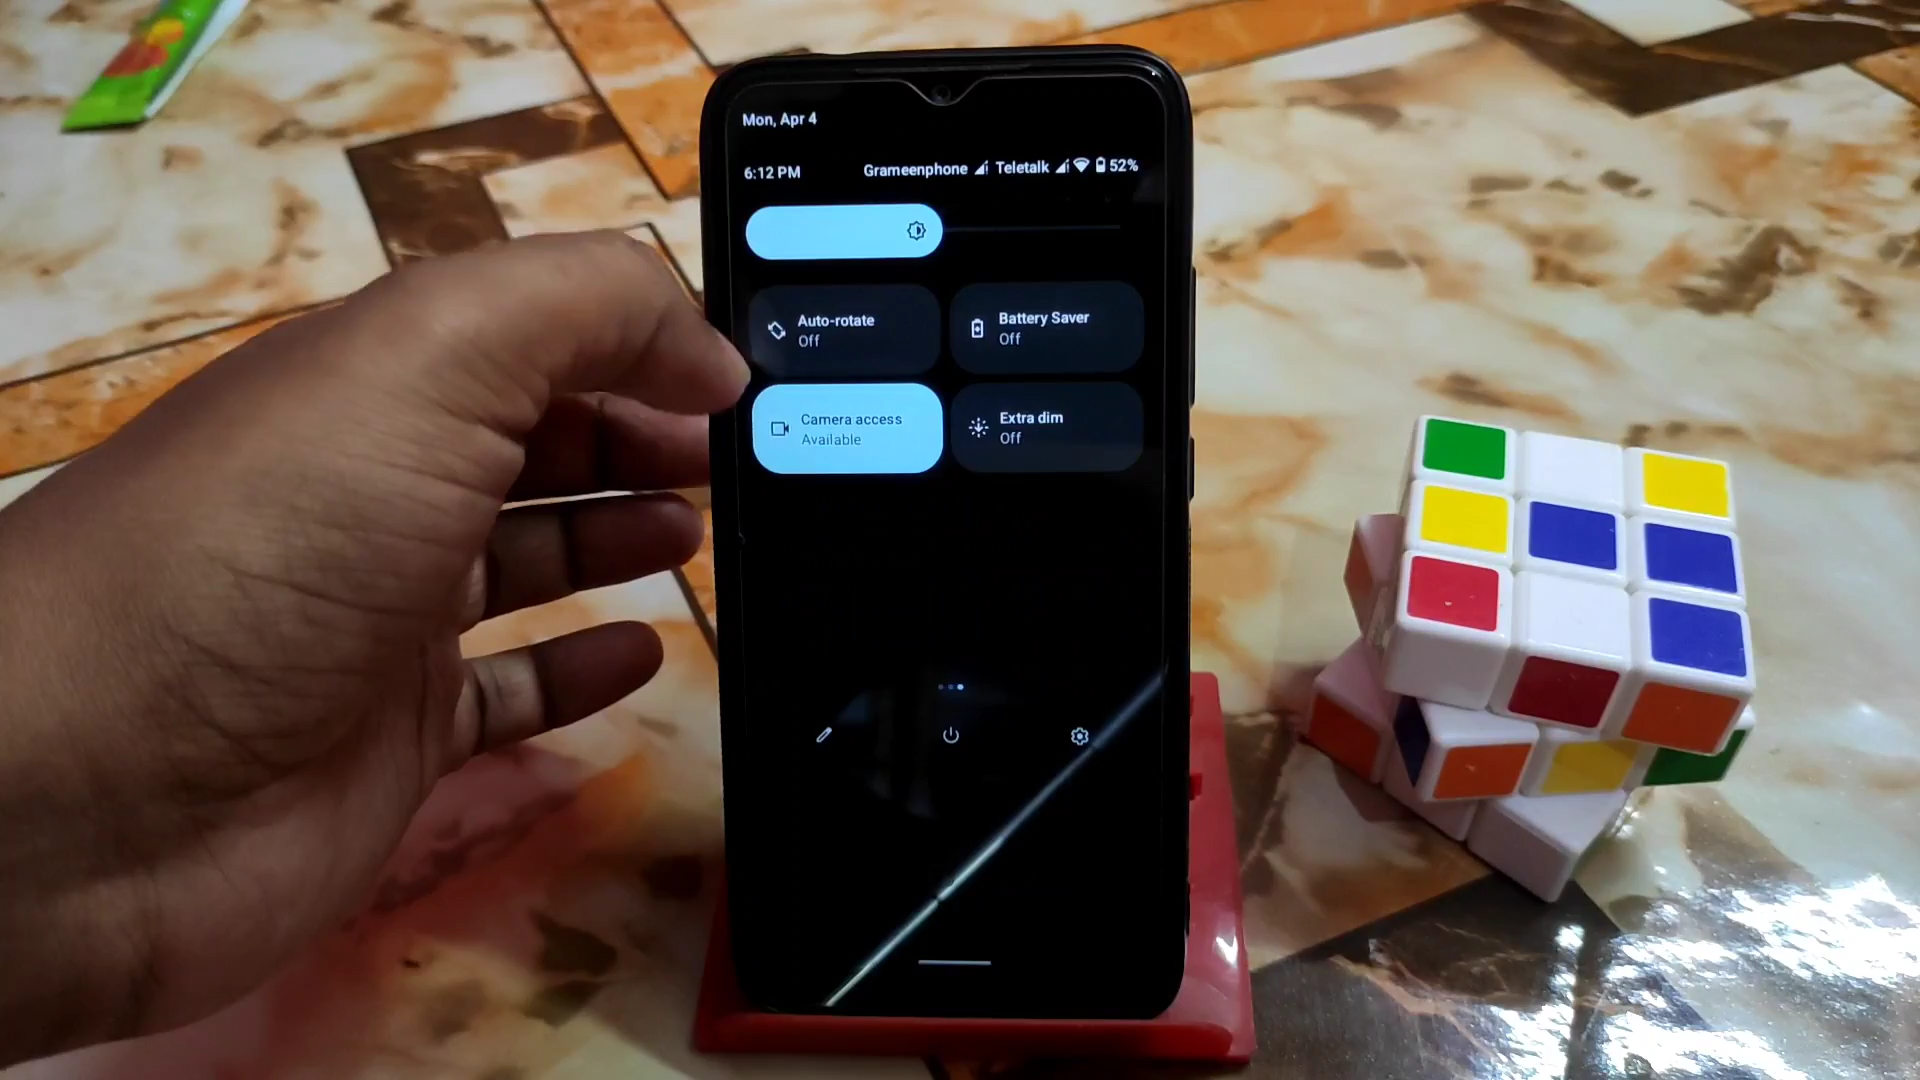 Mon, Apr 4
6:12 PM Grameenphone Teletalk 52%
Auto-rotate
Off
Battery Saver
Off
Camera access
Available
Extra dim
Off